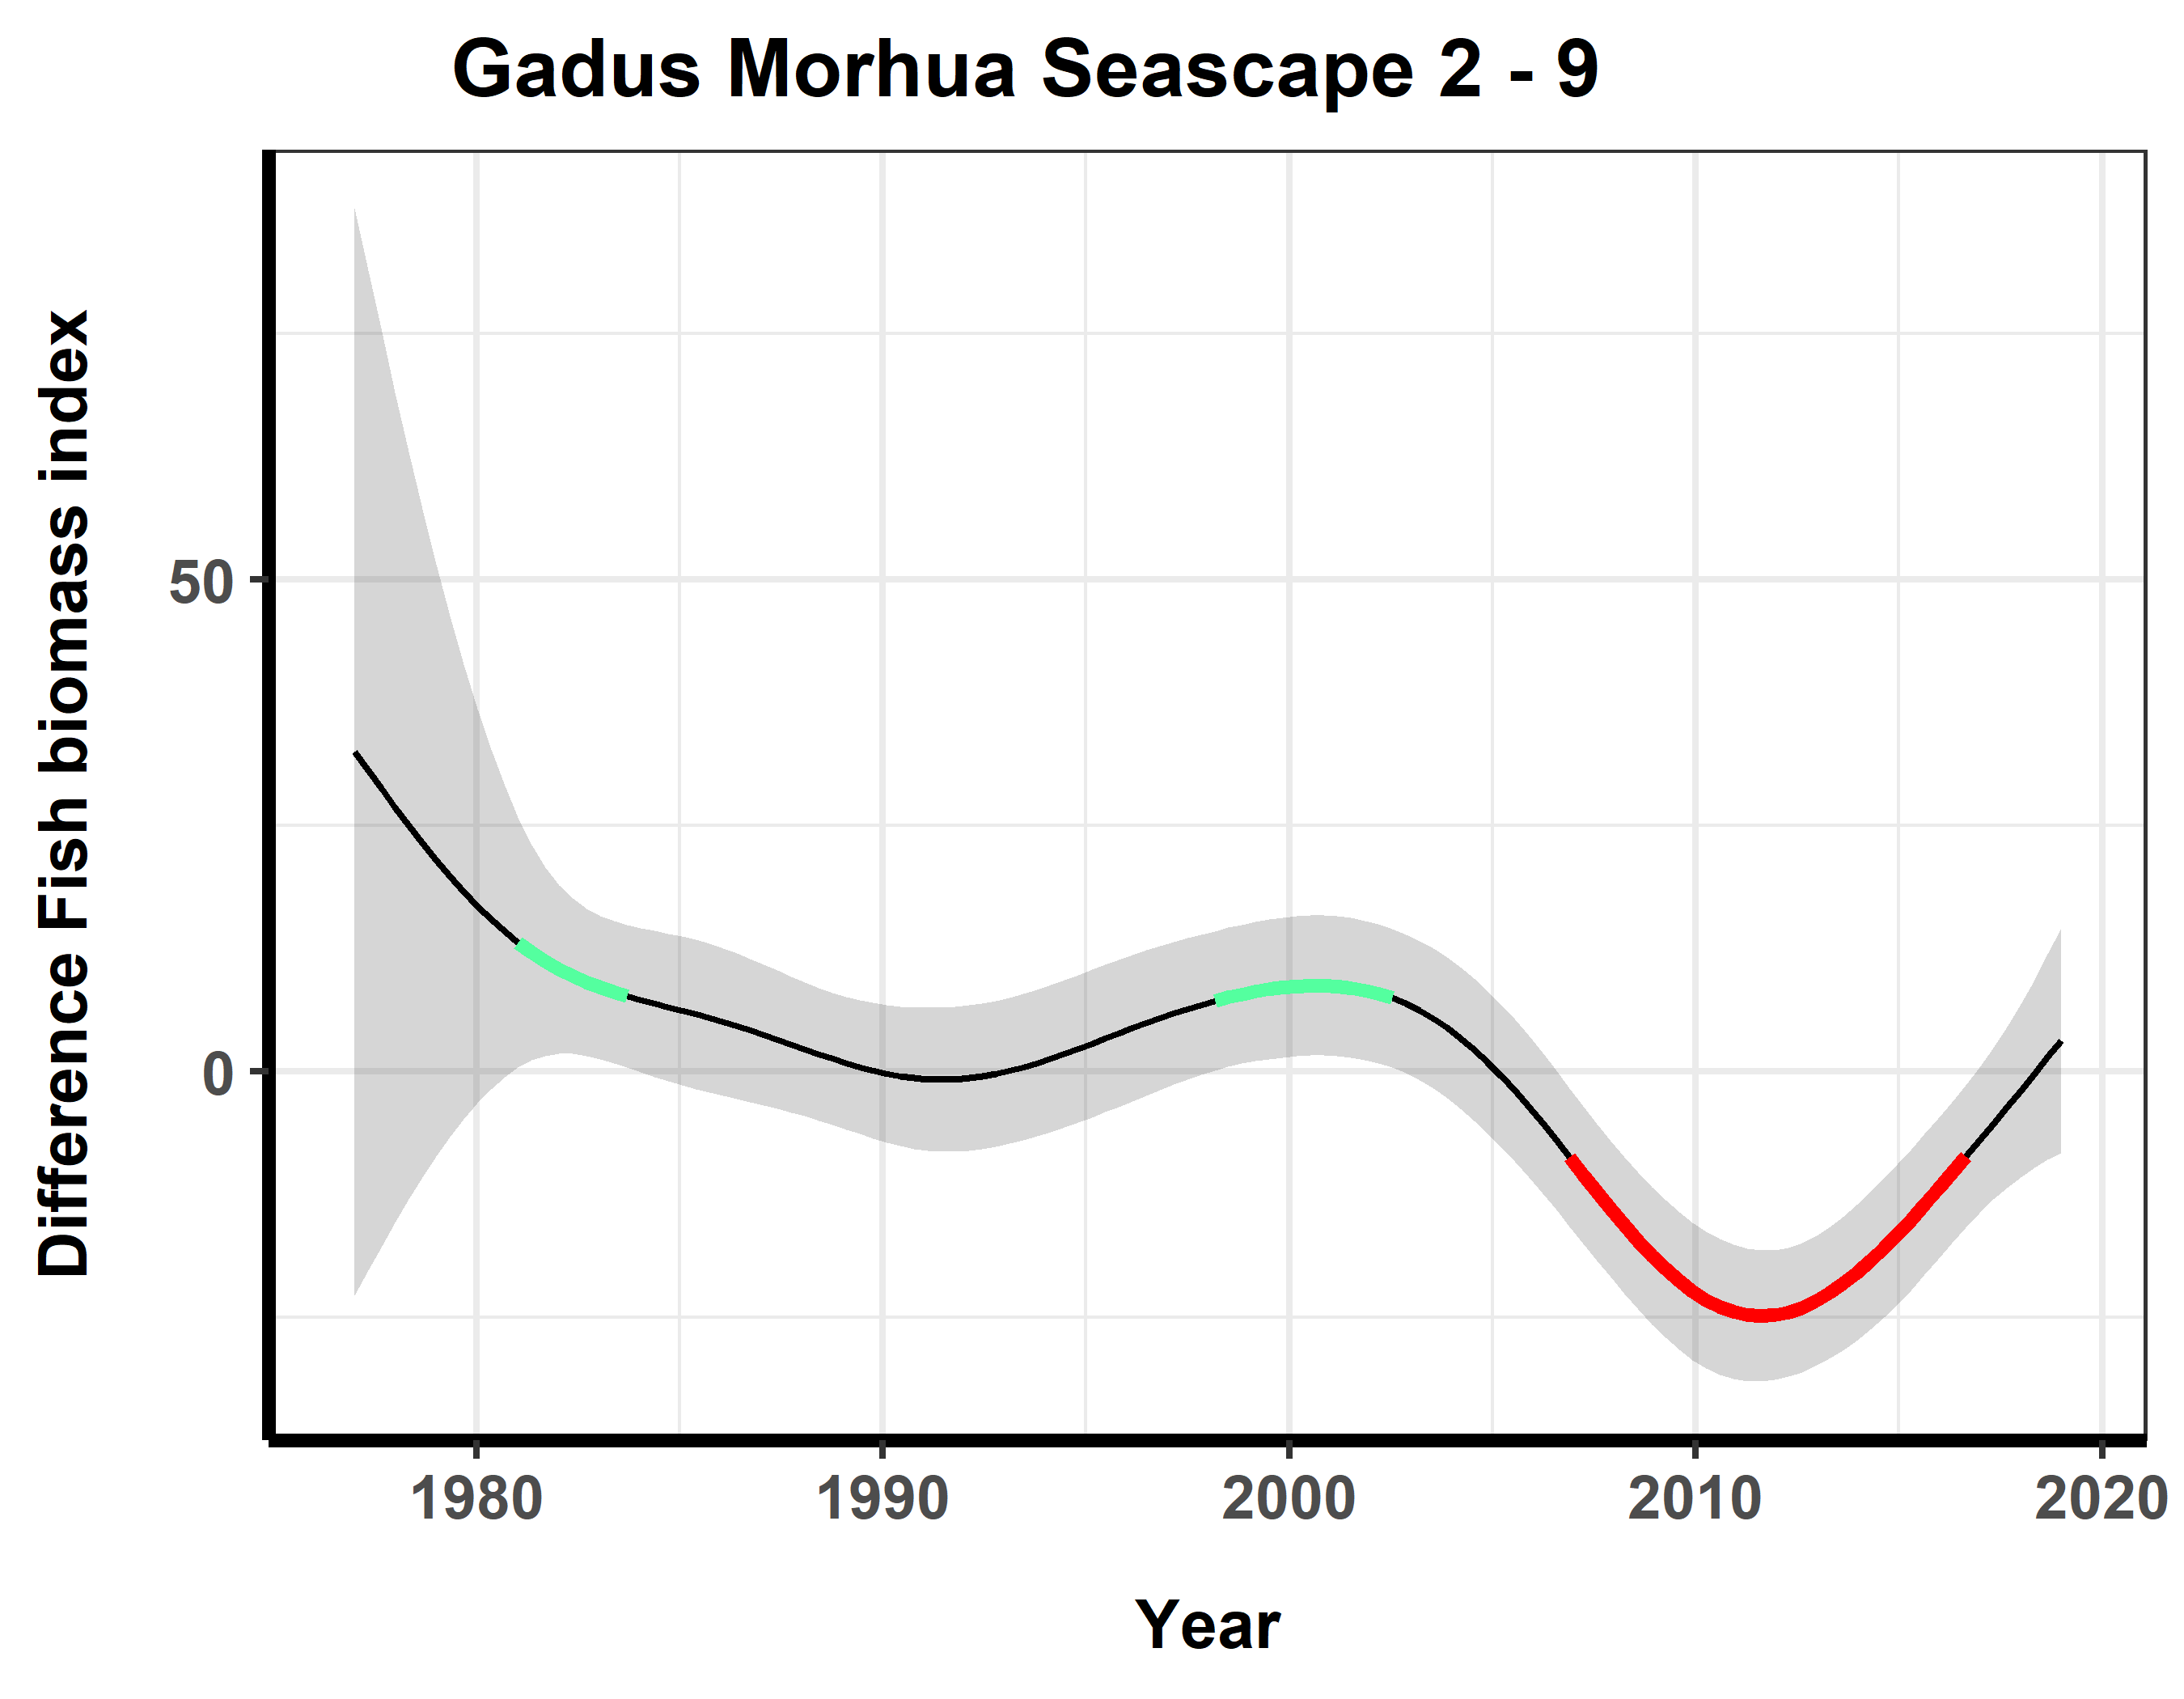 Gadus Morhua Seascape 2 - 9
Difference Fish biomass index
50
0
1980 1990 2000 2010 2020
Year